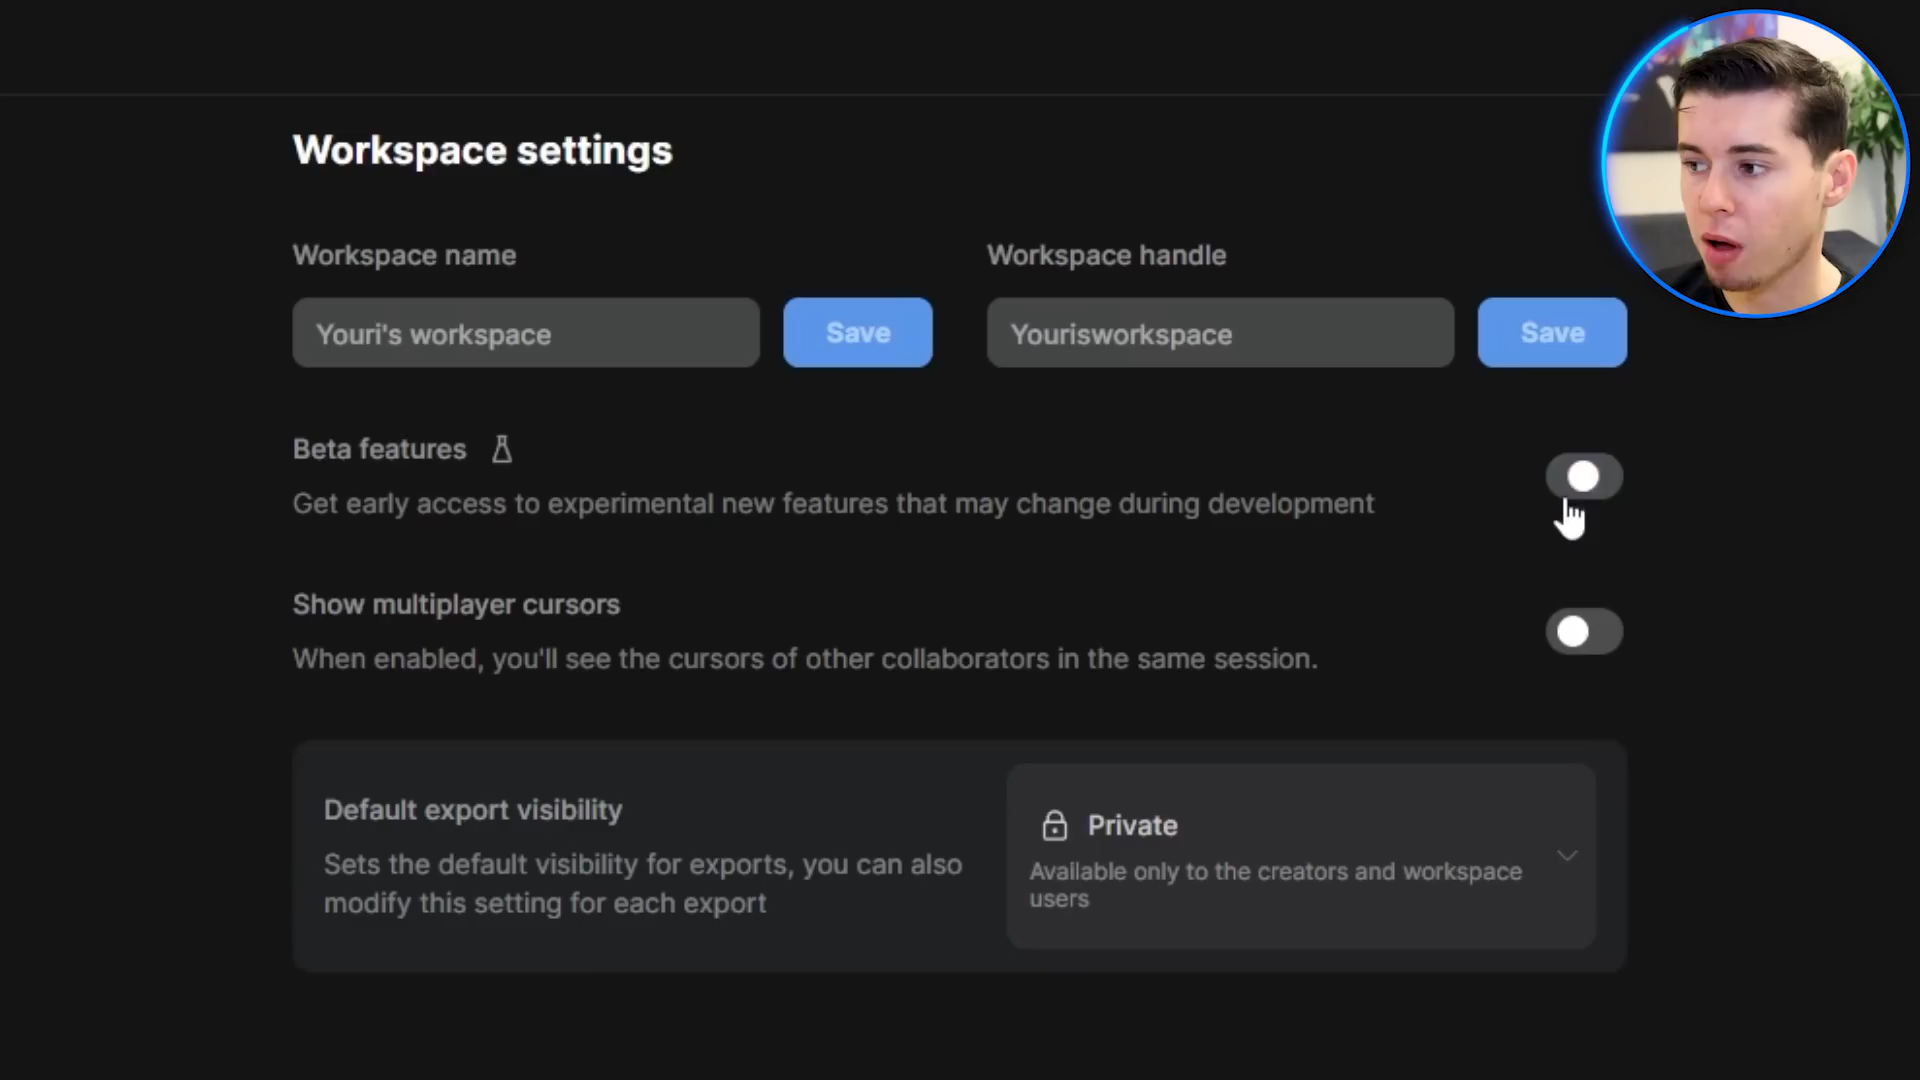 Workspace settings
Workspace name
Workspace handle
Youri's workspace
Save
Yourisworkspace
Save
Beta features
Get early access to experimental new features that may change during development
Show multiplayer cursors
When enabled, you'll see the cursors of other collaborators in the same session.
Default export visibility
Sets the default visibility for exports, you can also
modify this setting for each export
Private
Available only to the creators and workspace
users